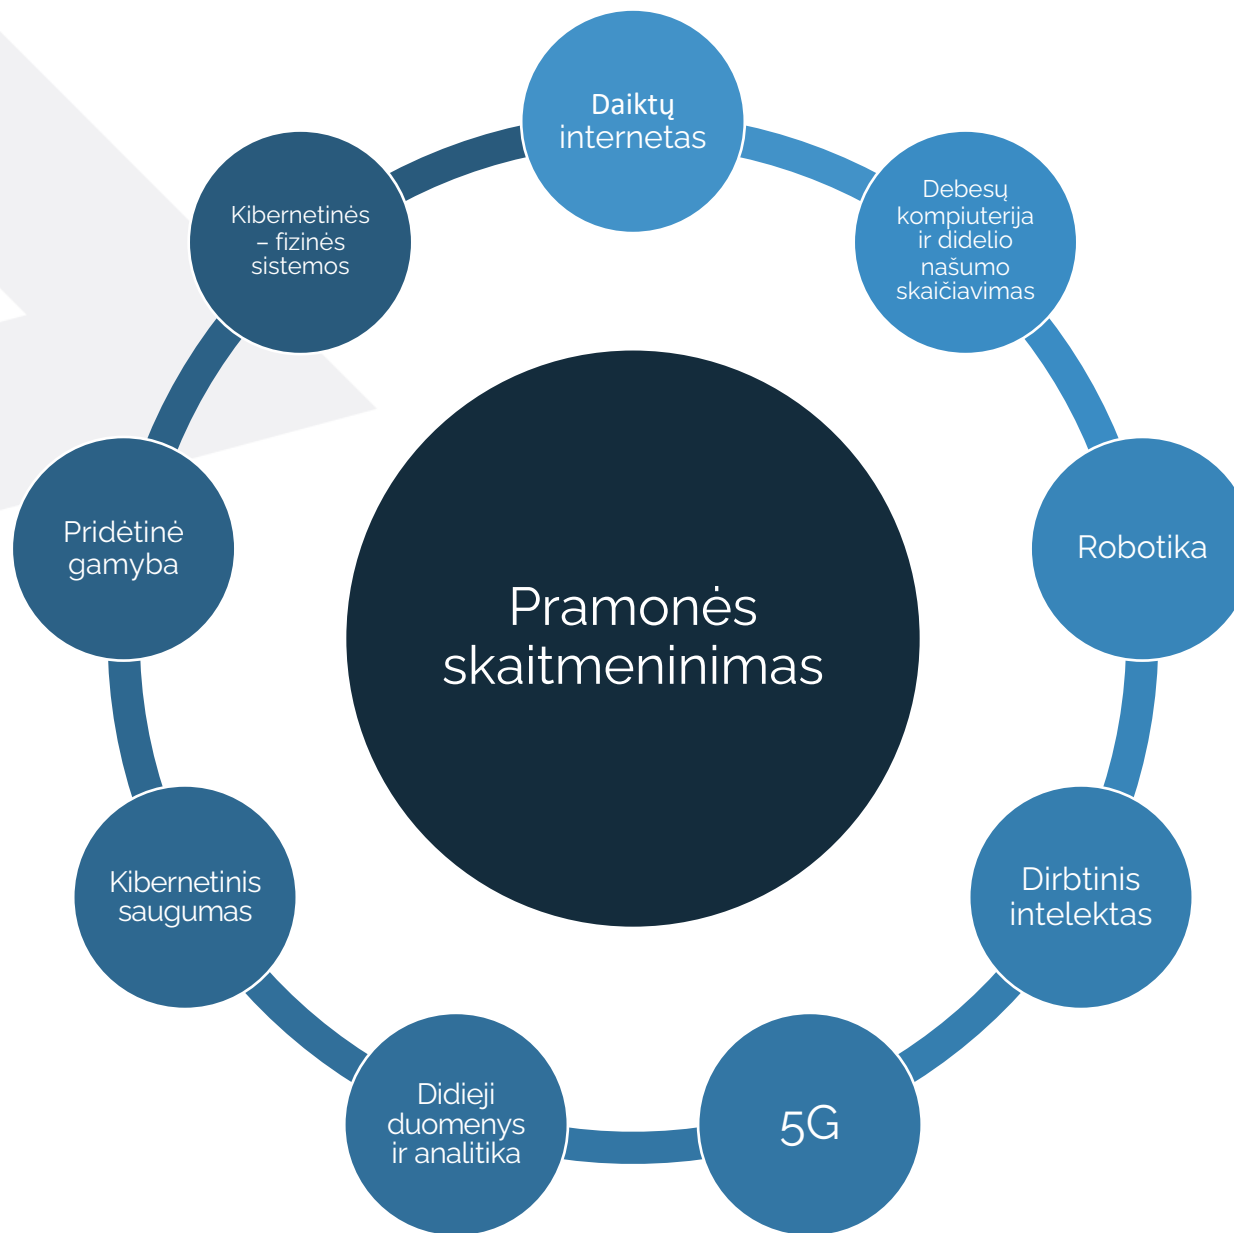 Daiktų
internetas
Debesų
kompiuterija
ir didelio
našumo
skaičiavimas
Robotika
Dirbtinis
intelektas
5G
Didieji
duomenys
ir analitika
Kibernetinis
saugumas
Pridėtinė
gamyba
Kibernetinės
– fizinės
sistemos
Pramonės
skaitmeninimas